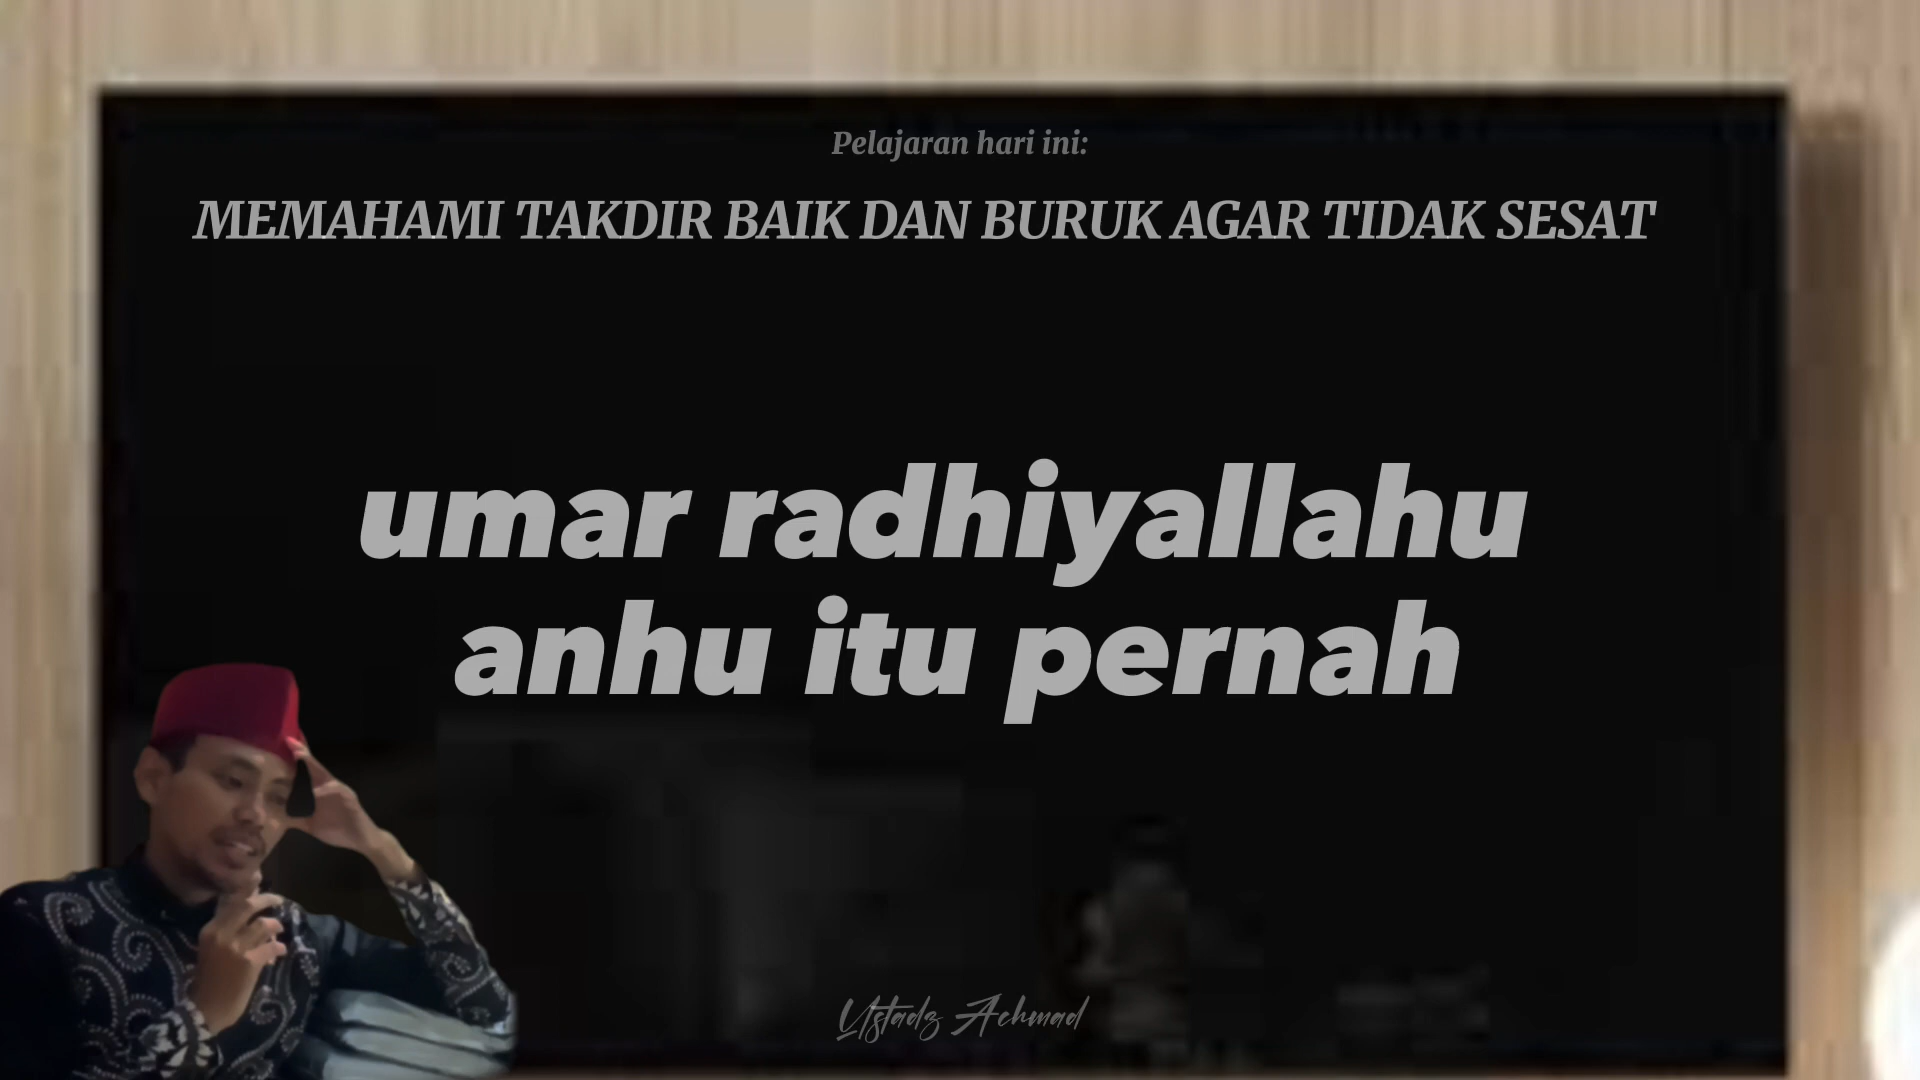 Pelajaran hari ini:
MEMAHAMI TAKDIR BAIK DAN BURUK AGAR TIDAK SESAT
umar radhiyallahu
anhu itu pernah
Ustadz Achmad